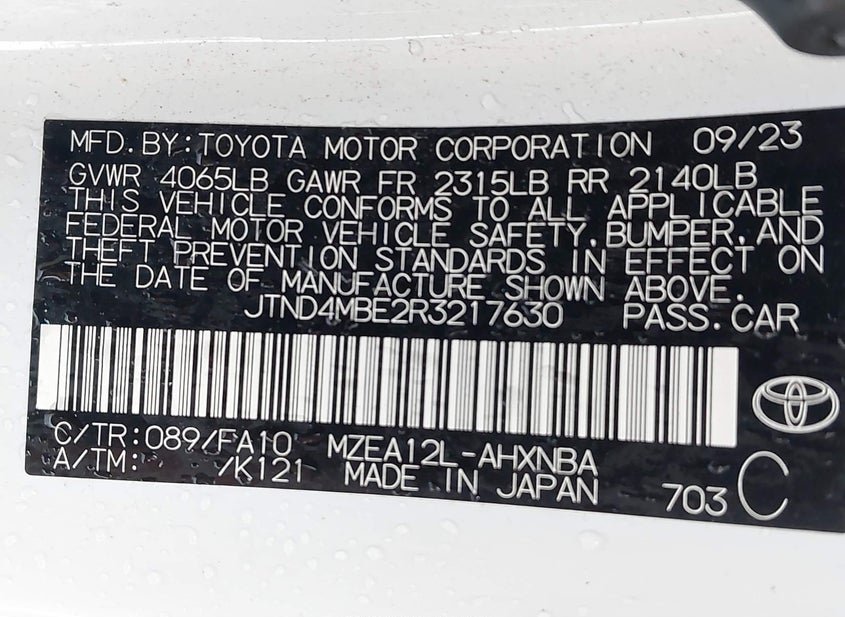 MFD.BY:TOYOTA MOTOR CORPORATION 09/23
GVWR 4065LB GAWR FR 2315LB RR 2140LB
THIS VEHICLE CONFORMS TO ALL APPLICABLE
FEDERAL MOTOR VEHICLE SAFETY,BUMPER,AND
THEFT PREVENTION STANDARDS IN EFFECT ON
THE DATE OF MANUFACTURE SHOWN ABOVE.
JTND4MBE2R3217630 PASS.CAR
C/TR:089/FA10 MZEA12L-AHXNBA
A/TM: /K121 MADE IN JAPAN 703 C